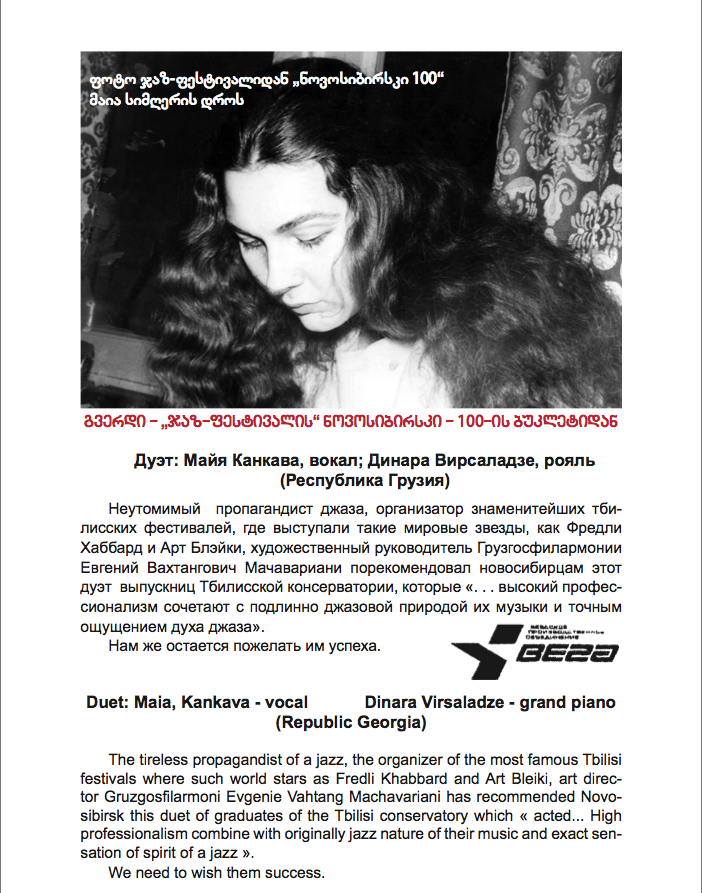 ფოტო ჯაზ-ფესტივალიდან „ნოვოსიბირსკი 100“
მაია სიმღერის დროს
გვერდი – „ჯაზ-ფესტივალის“ ნოვოსიბირსკი – 100-ის ბუკლეტიდან
Дуэт: Майя Канкава, вокал; Динара Вирсаладзе, рояль
(Республика Грузия)
Неутомимый пропагандист джаза, организатор знаменитейших тби-
лисских фестивалей, где выступали такие мировые звезды, как Фредли
Хаббард и Арт Блэйки, художественный руководитель Грузгосфилармонии
Евгений Вахтангович Мачавариани порекомендовал новосибирцам этот
дуэт выпускниц Тбилисской консерватории, которые «. . . высокий профес-
сионализм сочетают с подлинно джазовой природой их музыки и точным
ощущением духа джаза».
Нам же остается пожелать им успеха.
БЕРДСКОЕ
ПРОИЗВОДСТВЕННОЕ
ОБЪЕДИНЕНИЕ
ВЕГА
Duet: Maia, Kankava - vocal Dinara Virsaladze - grand piano
(Republic Georgia)
The tireless propagandist of a jazz, the organizer of the most famous Tbilisi
festivals where such world stars as Fredli Khabbard and Art Bleiki, art direc-
tor Gruzgosfilarmoni Evgenie Vahtang Machavariani has recommended Novo-
sibirsk this duet of graduates of the Tbilisi conservatory which « acted... High
professionalism combine with originally jazz nature of their music and exact sen-
sation of spirit of a jazz ».
We need to wish them success.